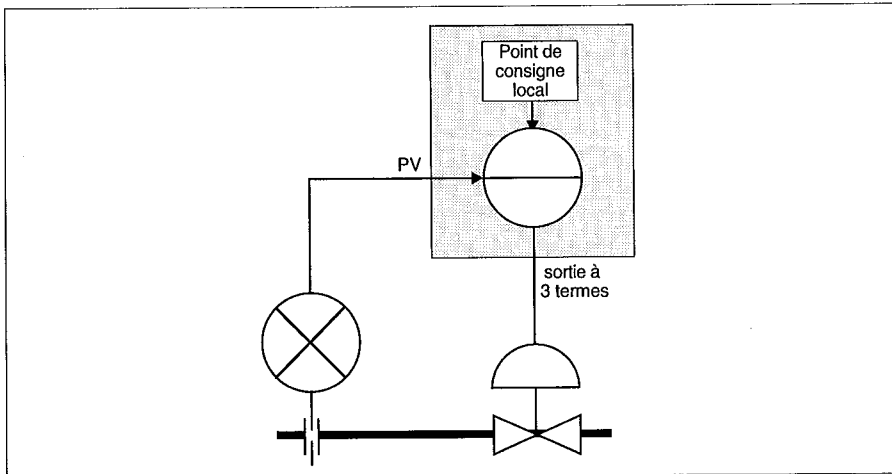 Point de
consigne
local
PV
sortie à
3 termes